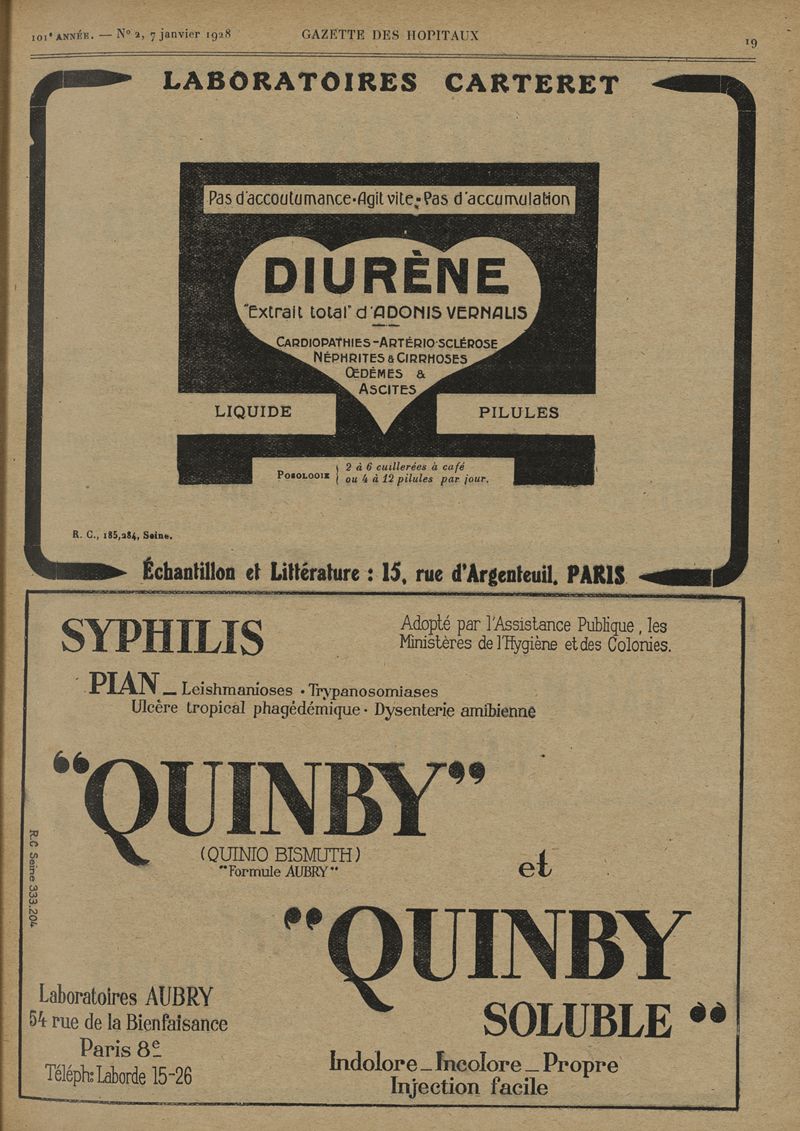 101ᵉ ANNÉE. — Nº 2, 7 janvier 1928 GAZETTE DES HOPITAUX 19
LABORATOIRES CARTERET
Pas d'accoutumance·Agit vite·Pas d'accumulation
DIURÈNE
"Extrait total" d'ADONIS VERNALIS
CARDIOPATHIES-ARTÉRIO-SCLÉROSE
NÉPHRITES & CIRRHOSES
ŒDÈMES &
ASCITES
LIQUIDE PILULES
POSOLOGIE { 2 à 6 cuillerées à café
ou 4 à 12 pilules par jour.
R. C., 185,284, Seine.
Échantillon et Littérature : 15, rue d'Argenteuil. PARIS
SYPHILIS
Adopté par l'Assistance Publique, les
Ministères de l'Hygiène et des Colonies.
PIAN — Leishmanioses · Trypanosomiases
Ulcère tropical phagédémique · Dysenterie amibienne
"QUINBY"
(QUINIO BISMUTH)
"Formule AUBRY"
et
"QUINBY
SOLUBLE"
R.C Seine 333.204
Laboratoires AUBRY
54 rue de la Bienfaisance
Paris 8ᵉ
Téléph: Laborde 15-26
Indolore — Incolore — Propre
Injection facile